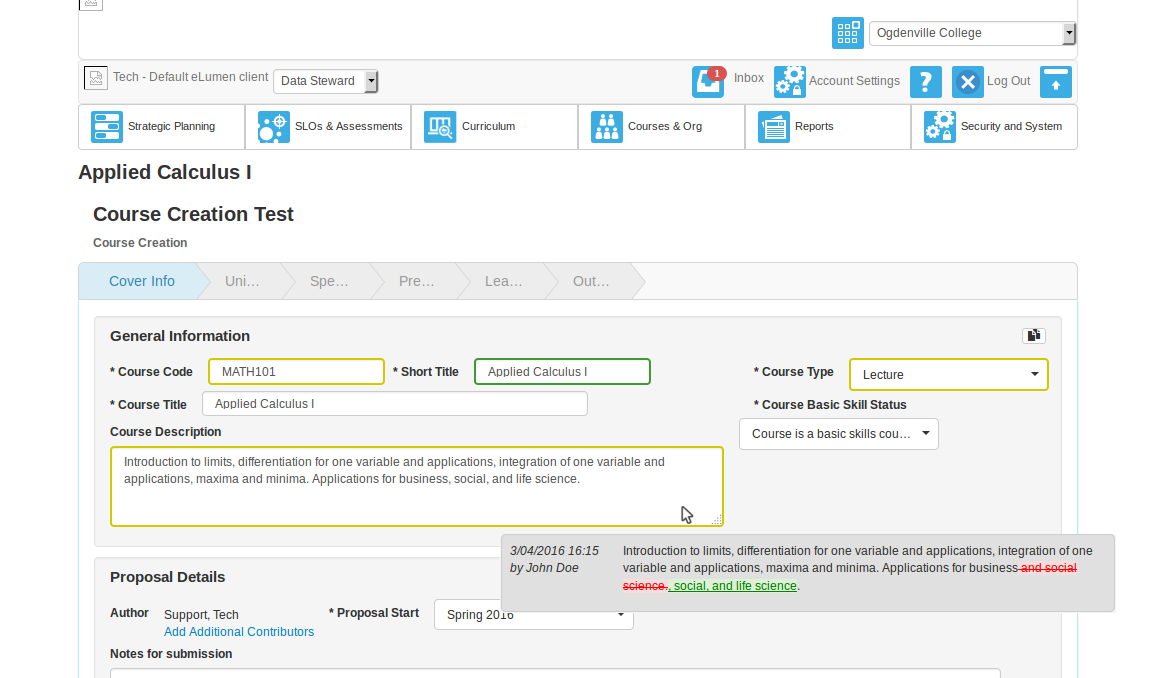 Ogdenville College
Tech - Default eLumen client Data Steward 1 Inbox Account Settings ? Log Out
Strategic Planning SLOs & Assessments Curriculum Courses & Org Reports Security and System
Applied Calculus I
Course Creation Test
Course Creation
Cover Info Uni… Spe… Pre… Lea… Out…
General Information
* Course Code MATH101 * Short Title Applied Calculus I * Course Type Lecture
* Course Title Applied Calculus I * Course Basic Skill Status
Course Description Course is a basic skills cou…
Introduction to limits, differentiation for one variable and applications, integration of one variable and
applications, maxima and minima. Applications for business, social, and life science.
3/04/2016 16:15 Introduction to limits, differentiation for one variable and applications, integration of one
by John Doe variable and applications, maxima and minima. Applications for business and social
science., social, and life science.
Proposal Details
Author Support, Tech * Proposal Start Spring 2016
Add Additional Contributors
Notes for submission